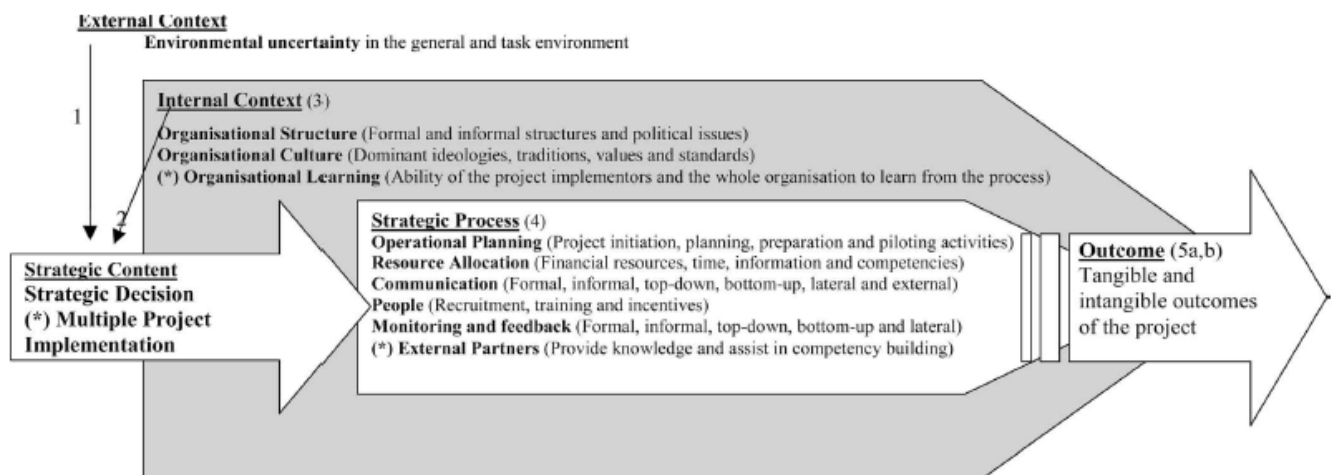 External Context
Environmental uncertainty in the general and task environment
1
Internal Context (3)
Organisational Structure (Formal and informal structures and political issues)
Organisational Culture (Dominant ideologies, traditions, values and standards)
(*) Organisational Learning (Ability of the project implementors and the whole organisation to learn from the process)
2
Strategic Content
Strategic Decision
(*) Multiple Project
Implementation
Strategic Process (4)
Operational Planning (Project initiation, planning, preparation and piloting activities)
Resource Allocation (Financial resources, time, information and competencies)
Communication (Formal, informal, top-down, bottom-up, lateral and external)
People (Recruitment, training and incentives)
Monitoring and feedback (Formal, informal, top-down, bottom-up and lateral)
(*) External Partners (Provide knowledge and assist in competency building)
Outcome (5a,b)
Tangible and
intangible outcomes
of the project